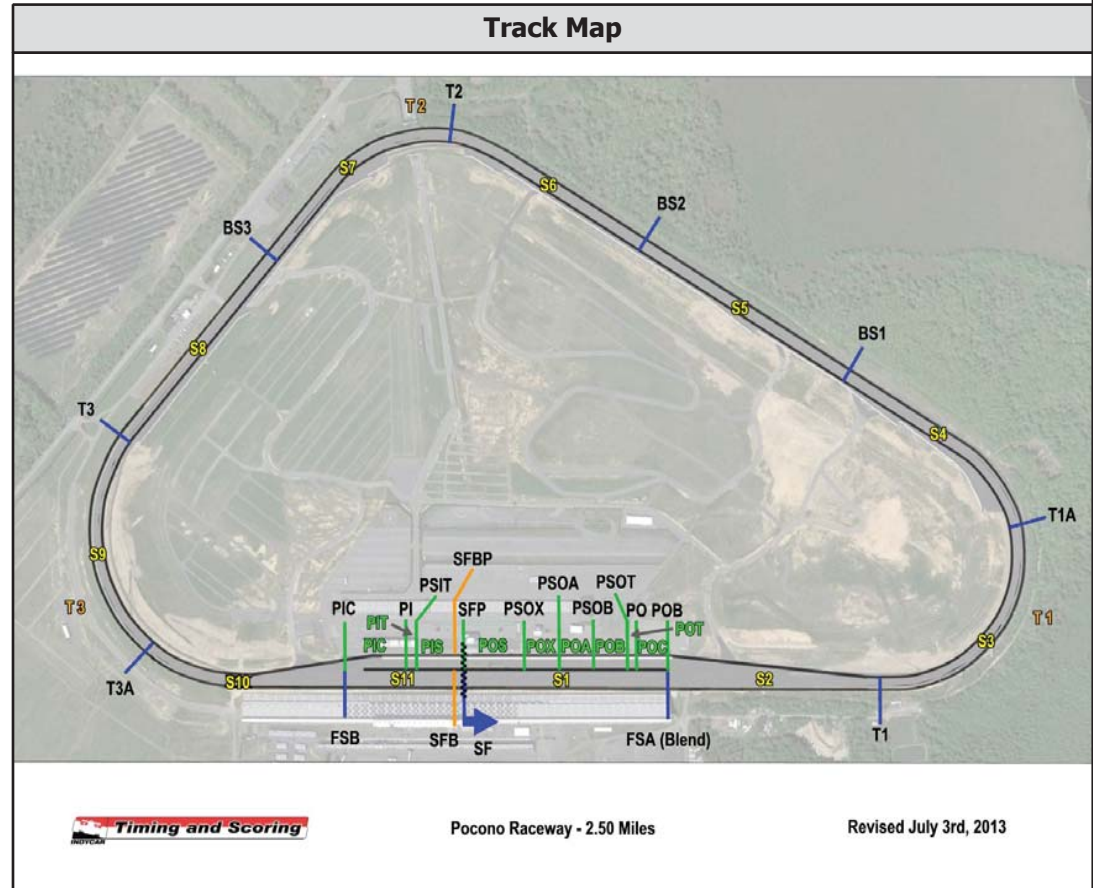 Track Map
T2
T 2
S7
S6
BS3
BS2
S5
S8
BS1
T3
S4
T1A
S9
SFBP
PSIT
PSOA
PSOT
T 3
PIC
PI
SFP
PSOX
PSOB
PO POB
T 1
PIT
POT
PIC
PIS
POS
POX
POA
POB
POC
S3
T3A
S10
S11
S1
S2
FSB
SFB
SF
FSA (Blend)
T1
INDYCAR
Timing and Scoring
Pocono Raceway - 2.50 Miles
Revised July 3rd, 2013